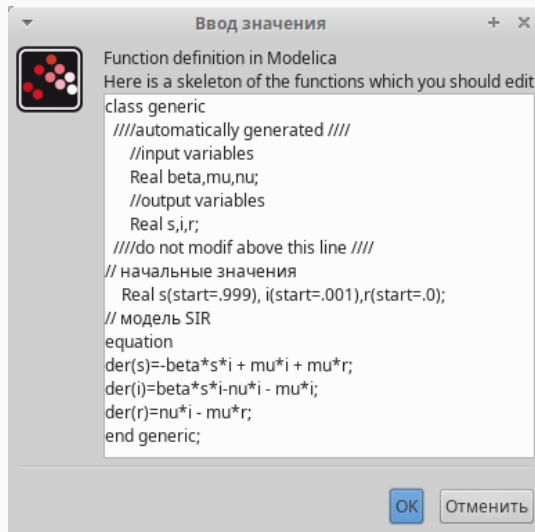 Ввод значения
Function definition in Modelica
Here is a skeleton of the functions which you should edit
class generic
////automatically generated ////
//input variables
Real beta,mu,nu;
//output variables
Real s,i,r;
////do not modif above this line ////
// начальные значения
Real s(start=.999), i(start=.001),r(start=.0);
// модель SIR
equation
der(s)=-beta*s*i + mu*i + mu*r;
der(i)=beta*s*i-nu*i - mu*i;
der(r)=nu*i - mu*r;
end generic;
OK Отменить